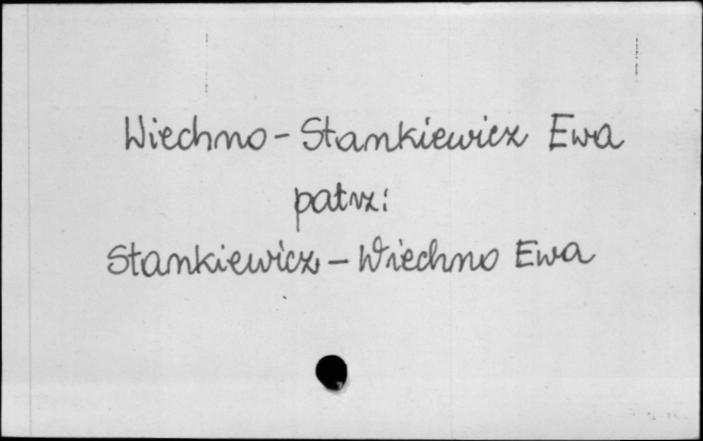 Wiechno - Stankiewicz Ewa
patrz:
Stankiewicz - Wiechno Ewa